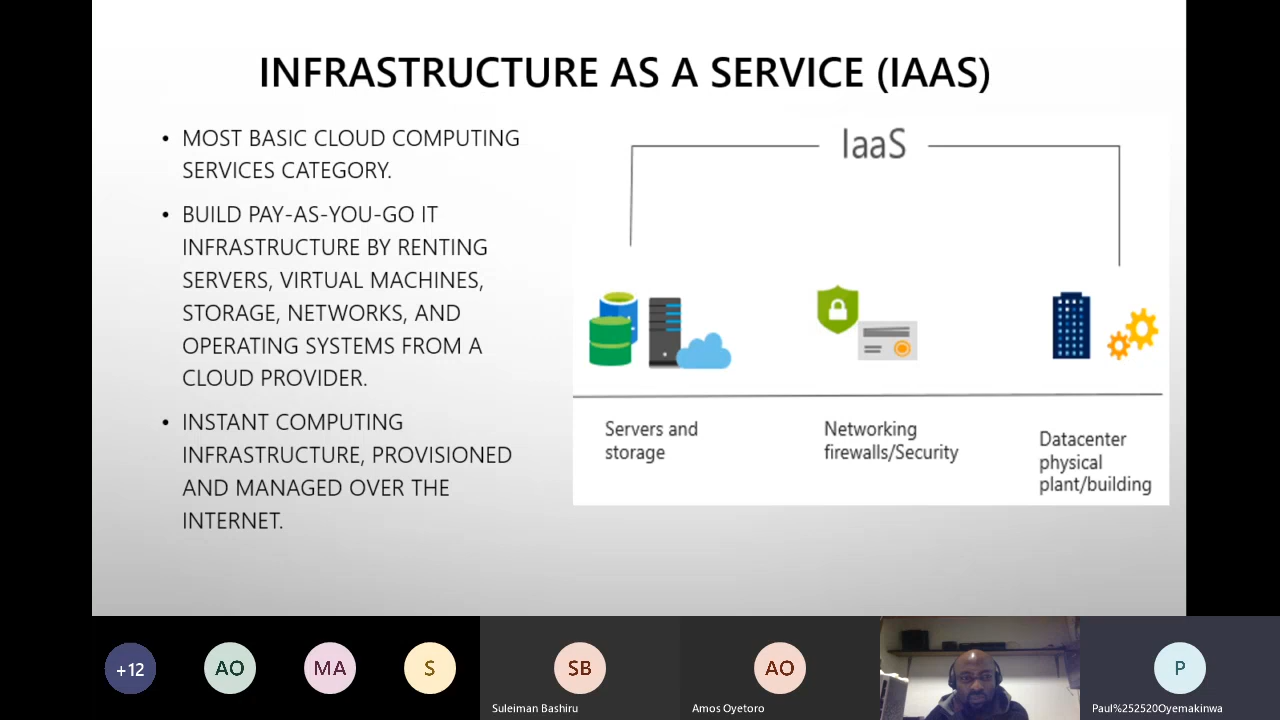 INFRASTRUCTURE AS A SERVICE (IAAS)
• MOST BASIC CLOUD COMPUTING
SERVICES CATEGORY.
• BUILD PAY-AS-YOU-GO IT
INFRASTRUCTURE BY RENTING
SERVERS, VIRTUAL MACHINES,
STORAGE, NETWORKS, AND
OPERATING SYSTEMS FROM A
CLOUD PROVIDER.
• INSTANT COMPUTING
INFRASTRUCTURE, PROVISIONED
AND MANAGED OVER THE
INTERNET.
IaaS
Servers and
storage
Networking
firewalls/Security
Datacenter
physical
plant/building
+12
AO
MA
S
SB
Suleiman Bashiru
AO
Amos Oyetoro
P
Paul%252520Oyemakinwa